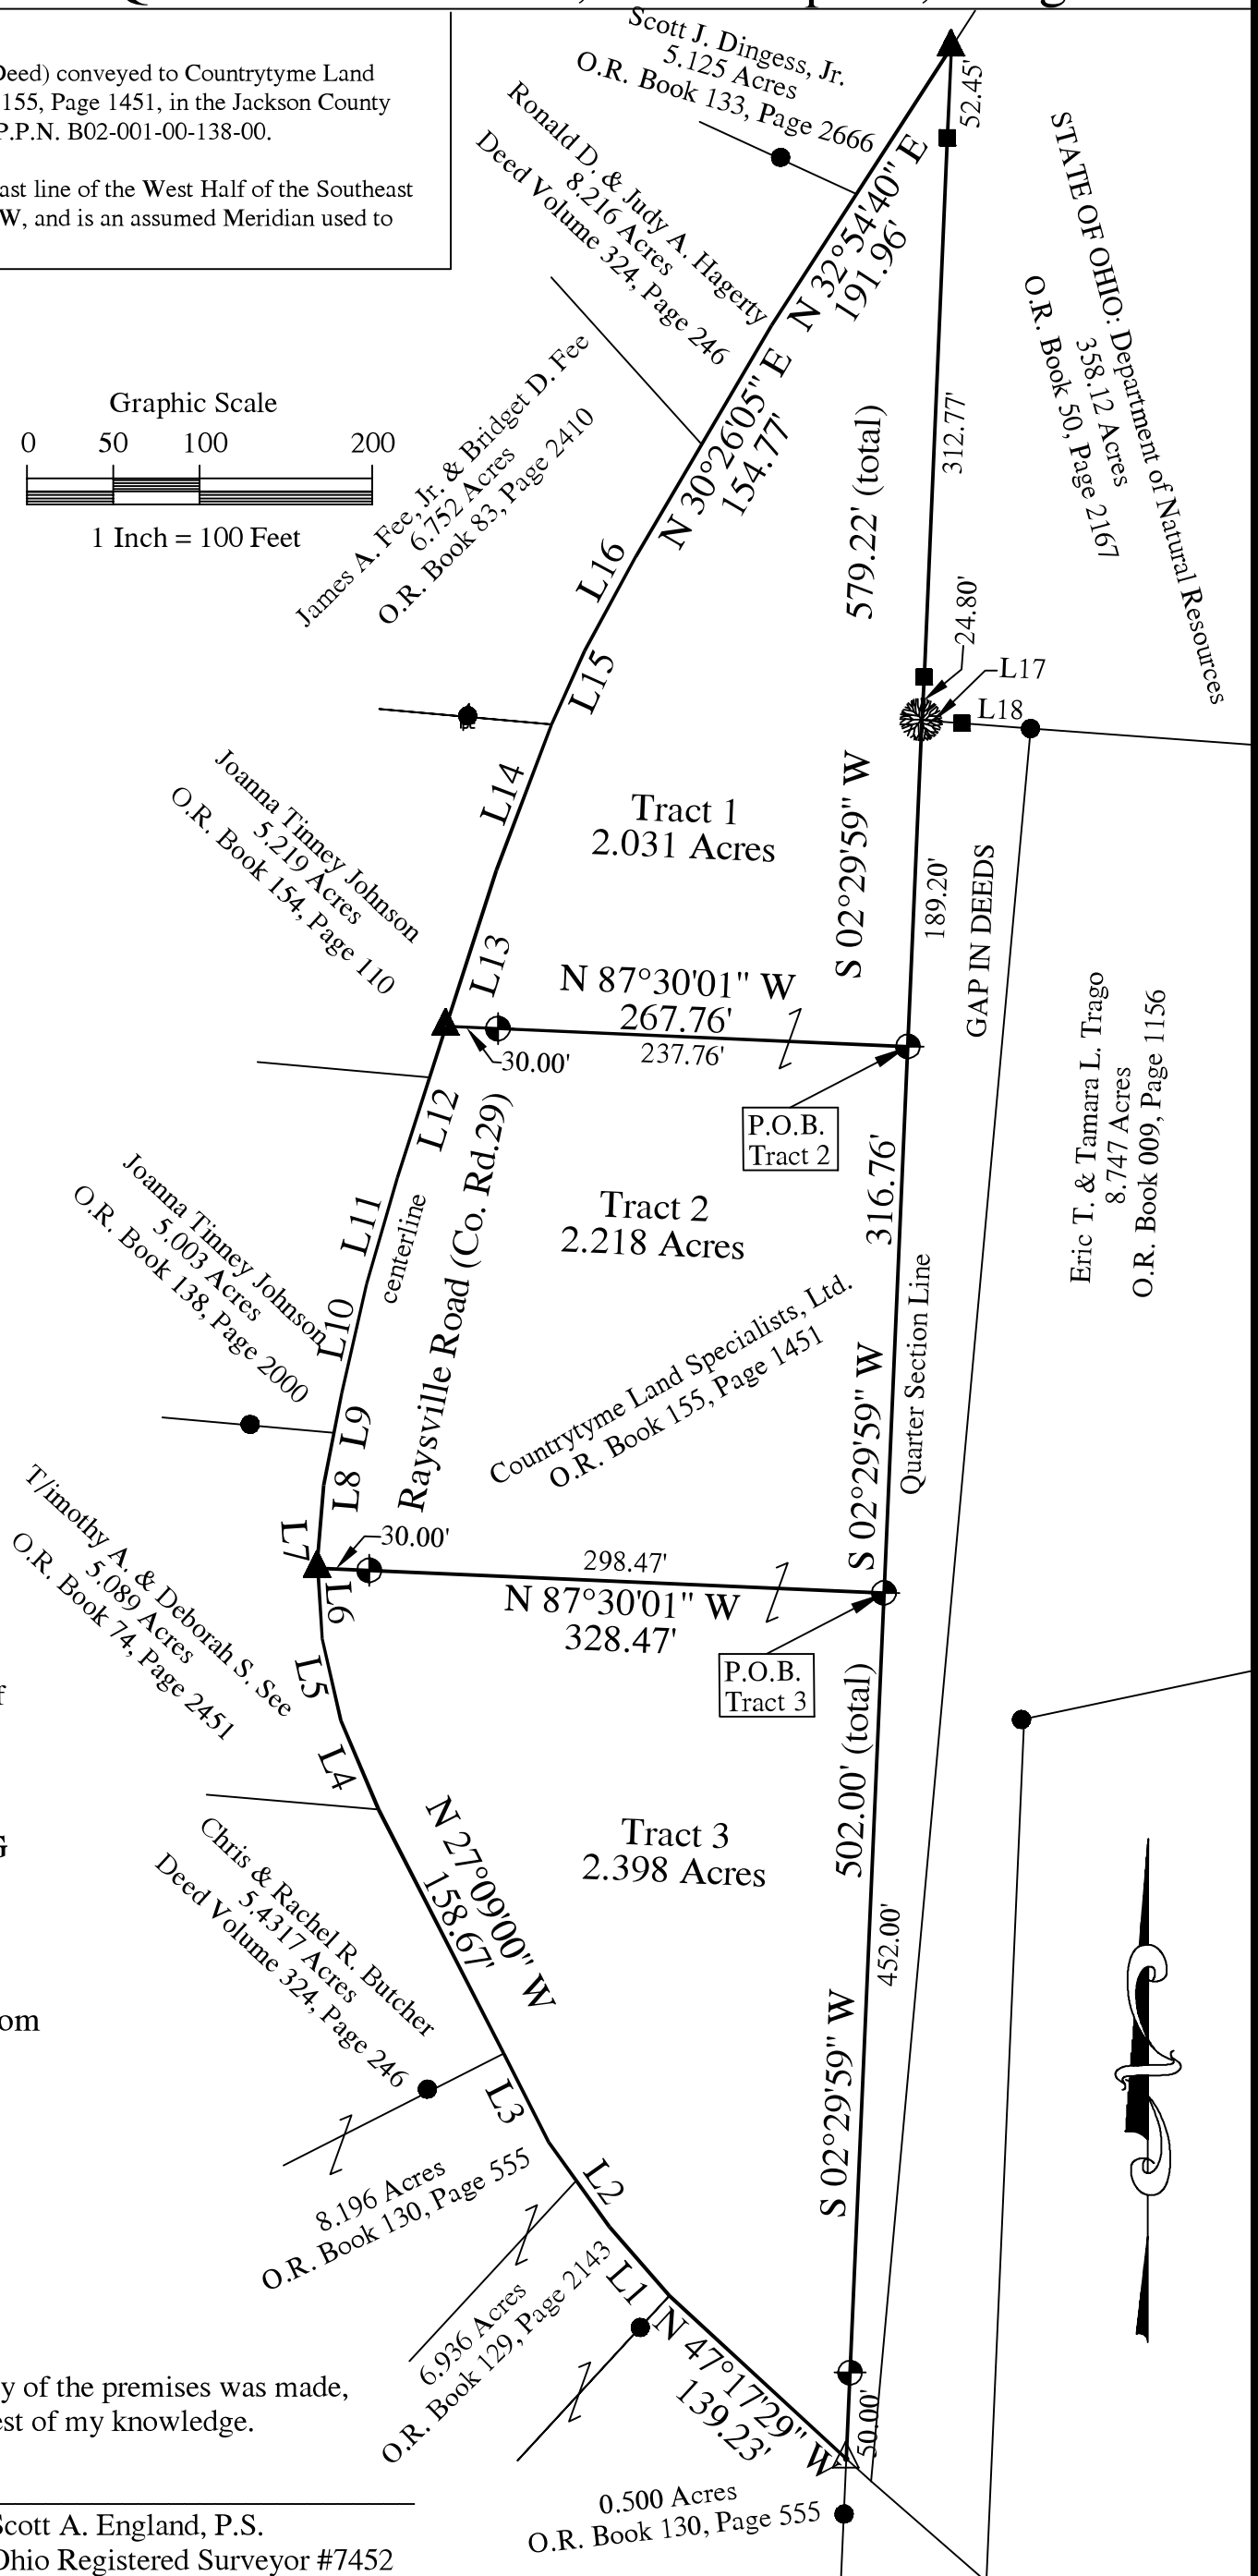 Deed) conveyed to Countrytyme Land
155, Page 1451, in the Jackson County
P.P.N. B02-001-00-138-00.
ast line of the West Half of the Southeast
W, and is an assumed Meridian used to
Scott J. Dingess, Jr.
5.125 Acres
O.R. Book 133, Page 2666
52.45'
Ronald D. & Judy A. Hagerty
8.216 Acres
Deed Volume 324, Page 246
N 32°54'40" E
191.96'
STATE OF OHIO: Department of Natural Resources
358.12 Acres
O.R. Book 50, Page 2167
Graphic Scale
0 50 100 200
1 Inch = 100 Feet
James A. Fee, Jr. & Bridget D. Fee
6.752 Acres
O.R. Book 83, Page 2410
N 30°26'05" E
154.77'
579.22' (total)
312.77'
L16
24.80'
L17
L18
L15
L14
Tract 1
2.031 Acres
S 02°29'59" W
189.20'
GAP IN DEEDS
Joanna Tinney Johnson
5.219 Acres
O.R. Book 154, Page 110
L13
N 87°30'01" W
267.76'
237.76'
30.00'
P.O.B.
Tract 2
Eric T. & Tamara L. Trago
8.747 Acres
O.R. Book 009, Page 1156
L12
Raysville Road (Co. Rd.29)
centerline
L11
Tract 2
2.218 Acres
316.76'
Joanna Tinney Johnson
5.003 Acres
O.R. Book 138, Page 2000
L10
Countrytyme Land Specialists, Ltd.
O.R. Book 155, Page 1451
S 02°29'59" W
Quarter Section Line
L9
L8
L7
T/imothy A. & Deborah S. See
5.089 Acres
O.R. Book 74, Page 2451
30.00'
298.47'
N 87°30'01" W
328.47'
L6
P.O.B.
Tract 3
L5
L4
502.00' (total)
N 27°09'00" W
158.67'
Tract 3
2.398 Acres
Chris & Rachel R. Butcher
5.4317 Acres
Deed Volume 324, Page 246
452.00'
S 02°29'59" W
om
L3
8.196 Acres
O.R. Book 130, Page 555
L2
6.936 Acres
O.R. Book 129, Page 2143
L1
N 47°17'29" W
139.23'
50.00'
y of the premises was made,
est of my knowledge.
0.500 Acres
O.R. Book 130, Page 555
Scott A. England, P.S.
Ohio Registered Surveyor #7452